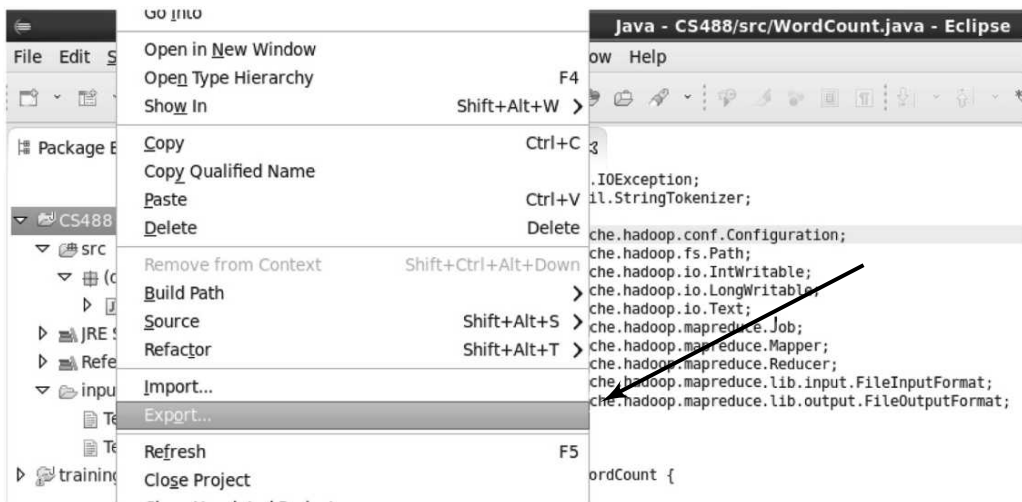 Go Into
Java - CS488/src/WordCount.java - Eclipse
File Edit S
ow Help
Open in New Window
Open Type Hierarchy F4
Show In Shift+Alt+W
Package E
Copy Ctrl+C
Copy Qualified Name
Paste Ctrl+V
Delete Delete
Remove from Context Shift+Ctrl+Alt+Down
Build Path
Source Shift+Alt+S
Refactor Shift+Alt+T
Import...
Export...
Refresh F5
Close Project
CS488
src
(d
J
JRE S
Refe
inpu
Te
Te
training
.IOException;
il.StringTokenizer;
che.hadoop.conf.Configuration;
che.hadoop.fs.Path;
che.hadoop.io.IntWritable;
che.hadoop.io.LongWritable;
che.hadoop.io.Text;
che.hadoop.mapreduce.Job;
che.hadoop.mapreduce.Mapper;
che.hadoop.mapreduce.Reducer;
che.hadoop.mapreduce.lib.input.FileInputFormat;
che.hadoop.mapreduce.lib.output.FileOutputFormat;
ordCount {